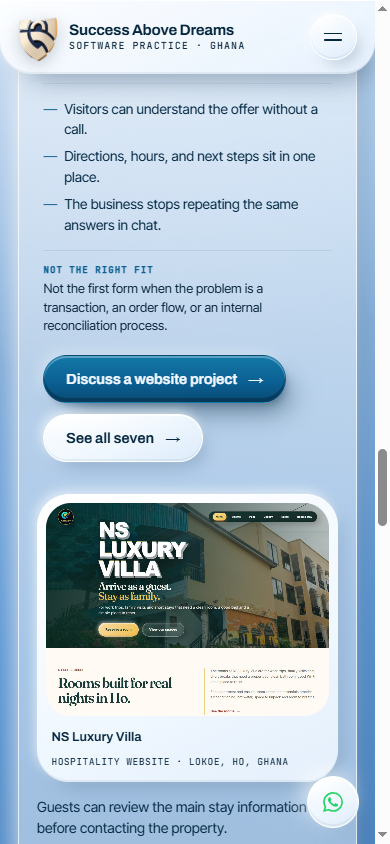 Success Above Dreams
SOFTWARE PRACTICE · GHANA
— Visitors can understand the offer without a
call.
— Directions, hours, and next steps sit in one
place.
— The business stops repeating the same
answers in chat.
NOT THE RIGHT FIT
Not the first form when the problem is a
transaction, an order flow, or an internal
reconciliation process.
Discuss a website project →
See all seven →
NS
LUXURY
VILLA
Arrive as a guest.
Stay as family.
Rooms built for real
nights in Ho.
NS Luxury Villa
HOSPITALITY WEBSITE · LOKOE, HO, GHANA
Guests can review the main stay information
before contacting the property.